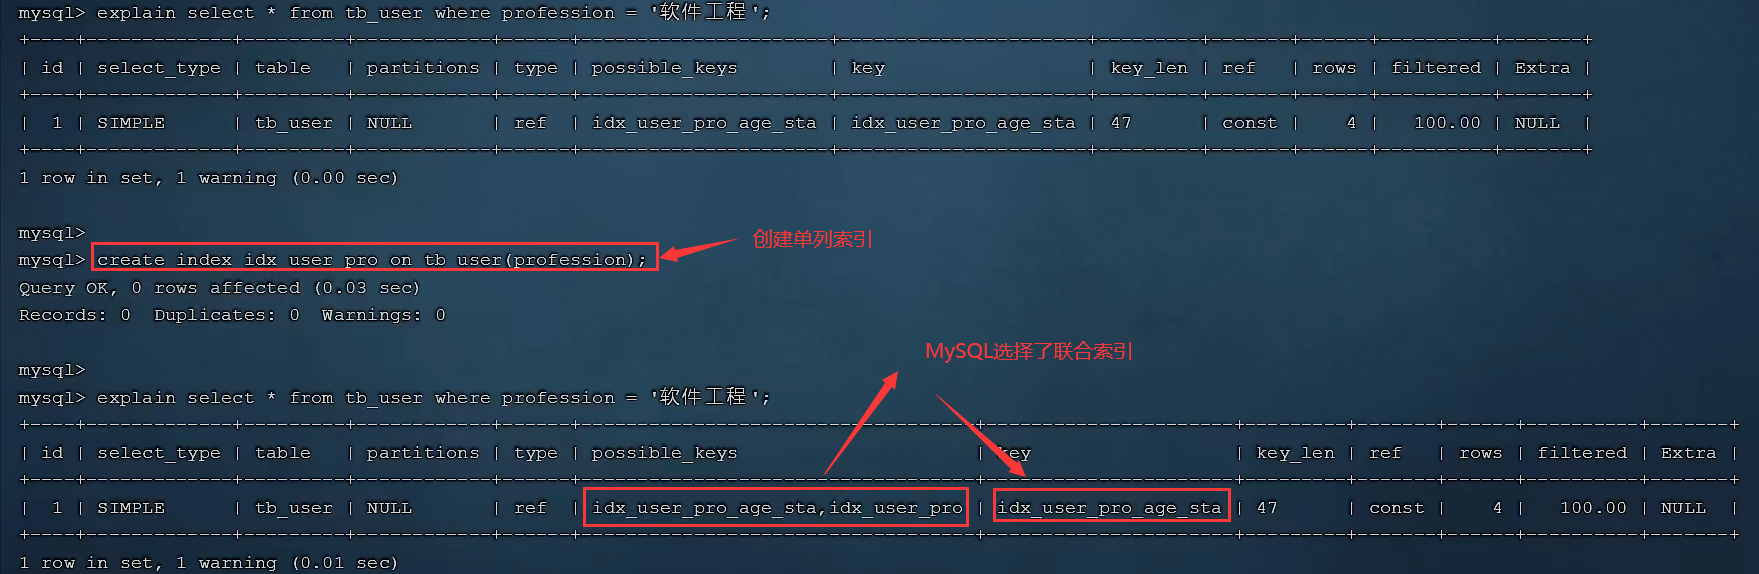 mysql> explain select * from tb_user where profession = '软件工程';
+----+-------------+---------+------------+------+----------------------+----------------------+---------+-------+------+----------+-------+
| id | select_type | table   | partitions | type | possible_keys        | key                  | key_len | ref   | rows | filtered | Extra |
+----+-------------+---------+------------+------+----------------------+----------------------+---------+-------+------+----------+-------+
|  1 | SIMPLE      | tb_user | NULL       | ref  | idx_user_pro_age_sta | idx_user_pro_age_sta | 47      | const |    4 |   100.00 | NULL  |
+----+-------------+---------+------------+------+----------------------+----------------------+---------+-------+------+----------+-------+
1 row in set, 1 warning (0.00 sec)
mysql>
mysql> create index idx_user_pro on tb_user(profession); 创建单列索引
Query OK, 0 rows affected (0.03 sec)
Records: 0  Duplicates: 0  Warnings: 0
MySQL选择了联合索引
mysql>
mysql> explain select * from tb_user where profession = '软件工程';
+----+-------------+---------+------------+------+-----------------------------------+----------------------+---------+-------+------+----------+-------+
| id | select_type | table   | partitions | type | possible_keys                     | key                  | key_len | ref   | rows | filtered | Extra |
+----+-------------+---------+------------+------+-----------------------------------+----------------------+---------+-------+------+----------+-------+
|  1 | SIMPLE      | tb_user | NULL       | ref  | idx_user_pro_age_sta,idx_user_pro | idx_user_pro_age_sta | 47      | const |    4 |   100.00 | NULL  |
+----+-------------+---------+------------+------+-----------------------------------+----------------------+---------+-------+------+----------+-------+
1 row in set, 1 warning (0.01 sec)